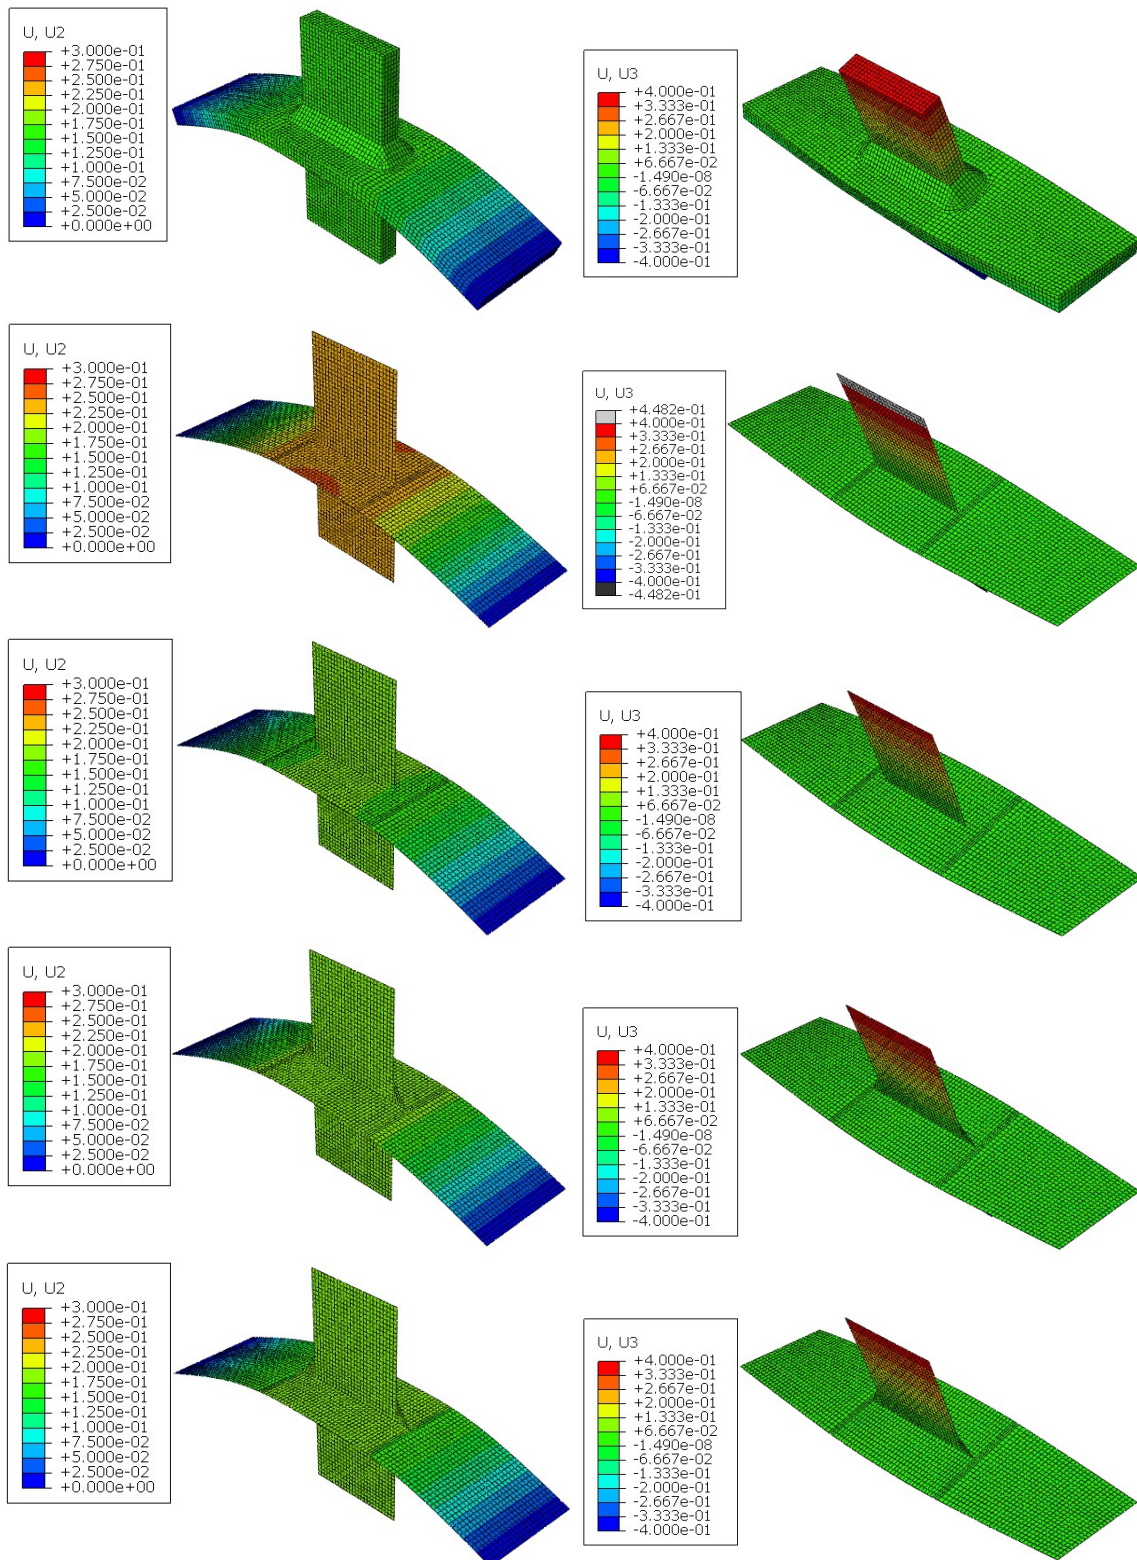 U, U2
+3.000e-01
+2.750e-01
+2.500e-01
+2.250e-01
+2.000e-01
+1.750e-01
+1.500e-01
+1.250e-01
+1.000e-01
+7.500e-02
+5.000e-02
+2.500e-02
+0.000e+00
U, U3
+4.000e-01
+3.333e-01
+2.667e-01
+2.000e-01
+1.333e-01
+6.667e-02
-1.490e-08
-6.667e-02
-1.333e-01
-2.000e-01
-2.667e-01
-3.333e-01
-4.000e-01
U, U2
+3.000e-01
+2.750e-01
+2.500e-01
+2.250e-01
+2.000e-01
+1.750e-01
+1.500e-01
+1.250e-01
+1.000e-01
+7.500e-02
+5.000e-02
+2.500e-02
+0.000e+00
U, U3
+4.482e-01
+4.000e-01
+3.333e-01
+2.667e-01
+2.000e-01
+1.333e-01
+6.667e-02
-1.490e-08
-6.667e-02
-1.333e-01
-2.000e-01
-2.667e-01
-3.333e-01
-4.000e-01
-4.482e-01
U, U2
+3.000e-01
+2.750e-01
+2.500e-01
+2.250e-01
+2.000e-01
+1.750e-01
+1.500e-01
+1.250e-01
+1.000e-01
+7.500e-02
+5.000e-02
+2.500e-02
+0.000e+00
U, U3
+4.000e-01
+3.333e-01
+2.667e-01
+2.000e-01
+1.333e-01
+6.667e-02
-1.490e-08
-6.667e-02
-1.333e-01
-2.000e-01
-2.667e-01
-3.333e-01
-4.000e-01
U, U2
+3.000e-01
+2.750e-01
+2.500e-01
+2.250e-01
+2.000e-01
+1.750e-01
+1.500e-01
+1.250e-01
+1.000e-01
+7.500e-02
+5.000e-02
+2.500e-02
+0.000e+00
U, U3
+4.000e-01
+3.333e-01
+2.667e-01
+2.000e-01
+1.333e-01
+6.667e-02
-1.490e-08
-6.667e-02
-1.333e-01
-2.000e-01
-2.667e-01
-3.333e-01
-4.000e-01
U, U2
+3.000e-01
+2.750e-01
+2.500e-01
+2.250e-01
+2.000e-01
+1.750e-01
+1.500e-01
+1.250e-01
+1.000e-01
+7.500e-02
+5.000e-02
+2.500e-02
+0.000e+00
U, U3
+4.000e-01
+3.333e-01
+2.667e-01
+2.000e-01
+1.333e-01
+6.667e-02
-1.490e-08
-6.667e-02
-1.333e-01
-2.000e-01
-2.667e-01
-3.333e-01
-4.000e-01